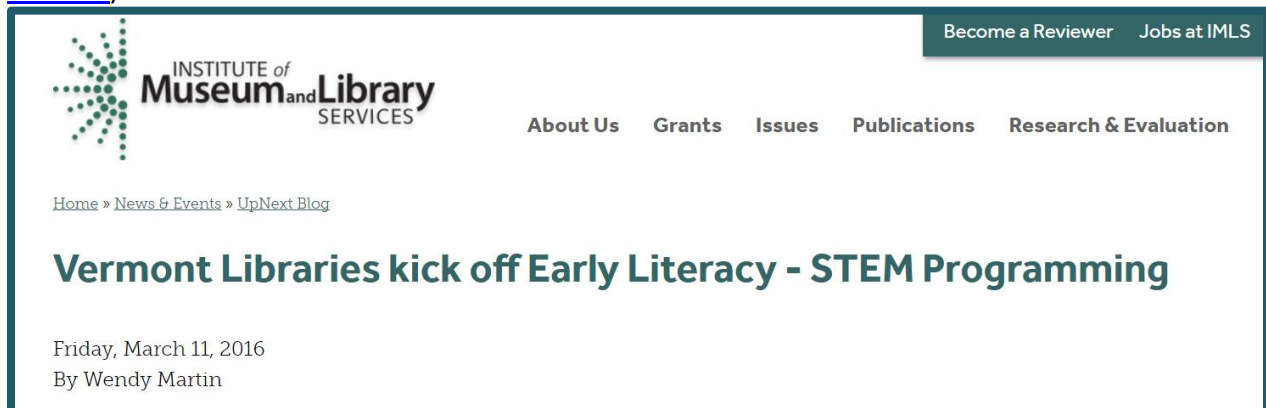 Become a Reviewer Jobs at IMLS
INSTITUTE of
Museum and Library
SERVICES
About Us Grants Issues Publications Research & Evaluation
Home » News & Events » UpNext Blog
Vermont Libraries kick off Early Literacy - STEM Programming
Friday, March 11, 2016
By Wendy Martin